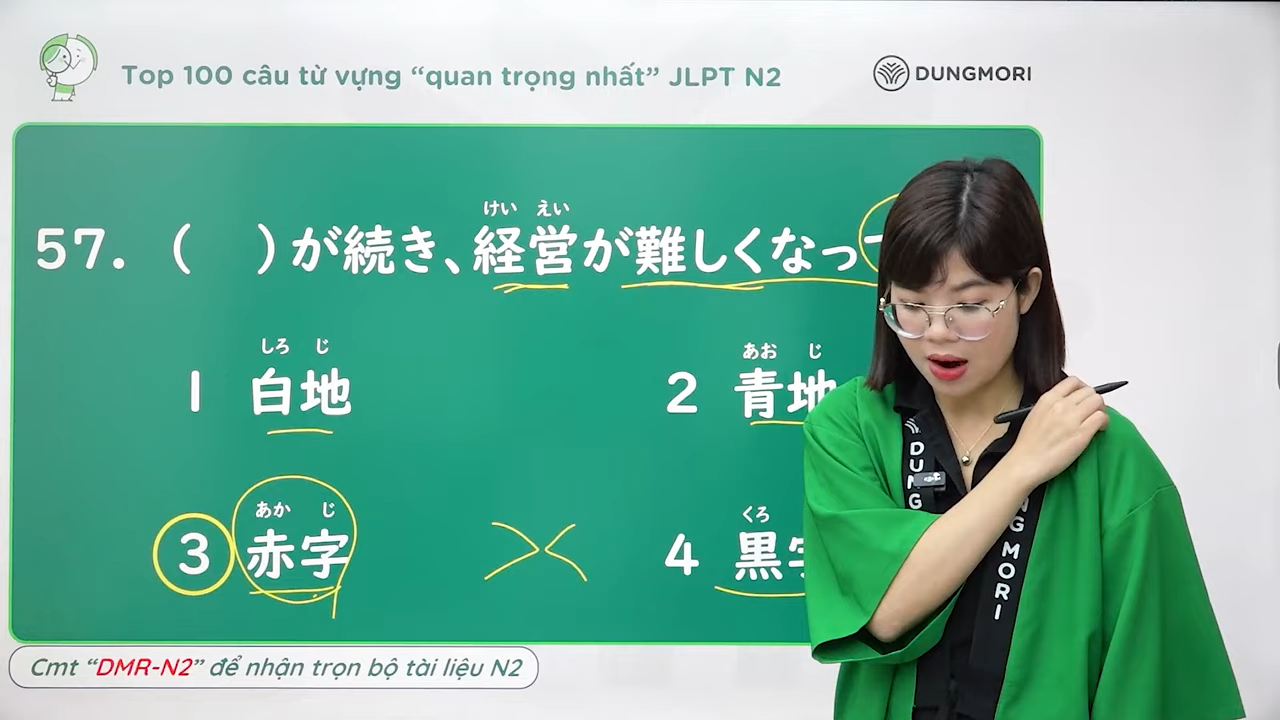 Top 100 câu từ vựng “quan trọng nhất” JLPT N2
DUNGMORI
けい えい
57. (　)が続き、経営が難しくなっ
しろ じ
1 白地
あお じ
2 青地
あか じ
3 赤字
くろ
4 黒
Cmt “DMR-N2” để nhận trọn bộ tài liệu N2
DUNG
NG MORI